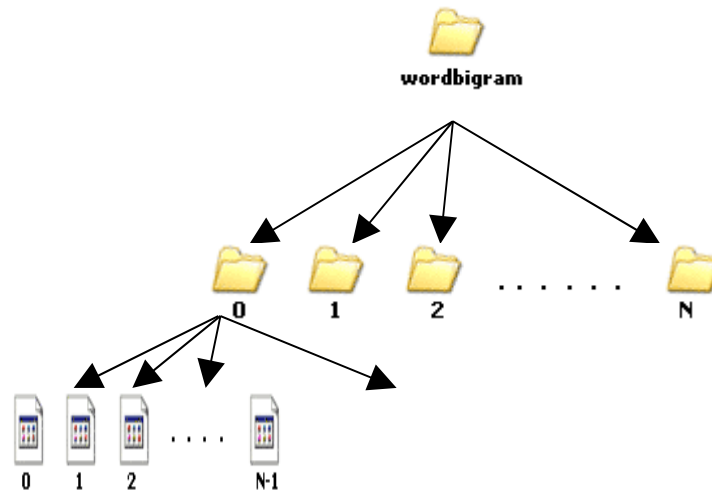 wordbigram
0 1 2 . . . . . . N
0 1 2 . . . . N-1